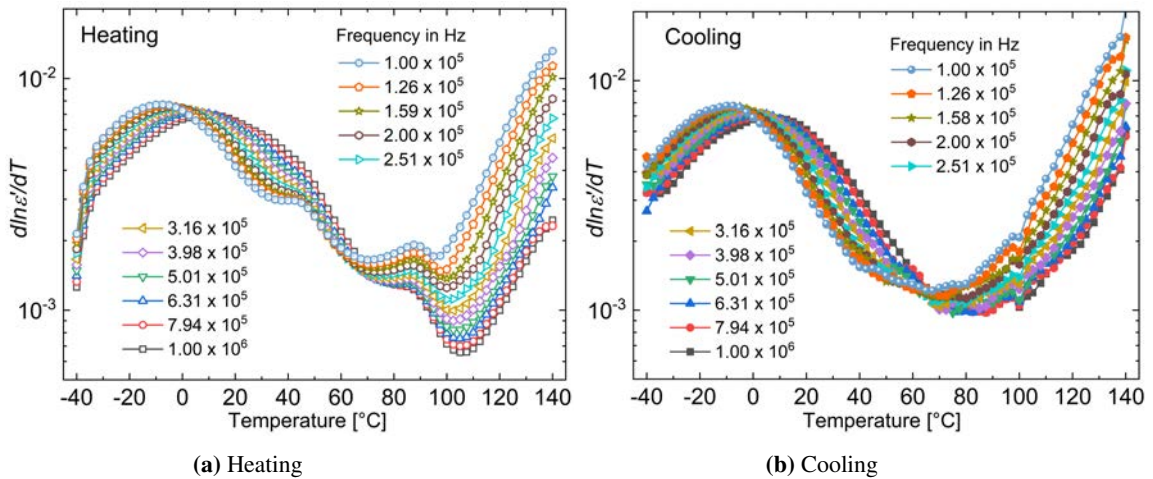 Heating
Frequency in Hz
1.00 x 10^5
1.26 x 10^5
1.59 x 10^5
2.00 x 10^5
2.51 x 10^5
3.16 x 10^5
3.98 x 10^5
5.01 x 10^5
6.31 x 10^5
7.94 x 10^5
1.00 x 10^6
dlnε'/dT
10^-2
10^-3
-40 -20 0 20 40 60 80 100 120 140
Temperature [°C]
(a) Heating
Cooling
Frequency in Hz
1.00 x 10^5
1.26 x 10^5
1.58 x 10^5
2.00 x 10^5
2.51 x 10^5
3.16 x 10^5
3.98 x 10^5
5.01 x 10^5
6.31 x 10^5
7.94 x 10^5
1.00 x 10^6
dlnε'/dT
10^-2
10^-3
-40 -20 0 20 40 60 80 100 120 140
Temperature [°C]
(b) Cooling